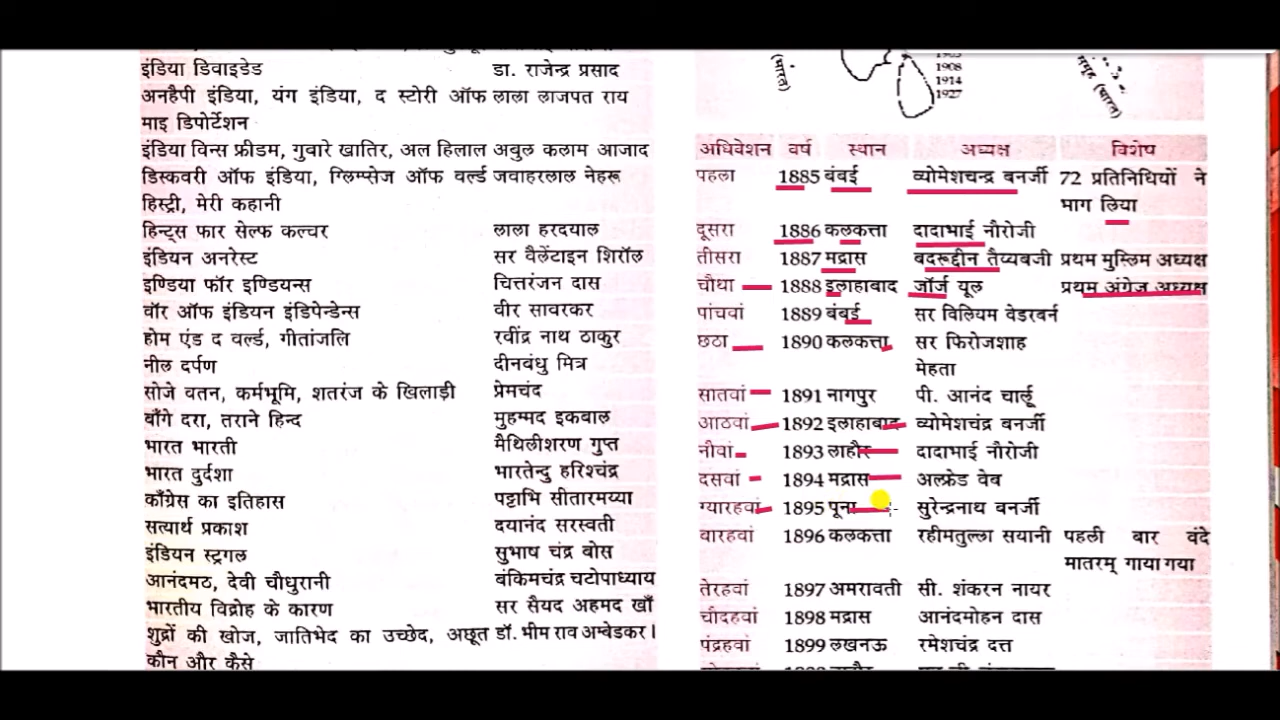 इंडिया डिवाइडेड डा. राजेन्द्र प्रसाद
अनहैपी इंडिया, यंग इंडिया, द स्टोरी ऑफ लाला लाजपत राय
माइ डिपोर्टेशन
इंडिया विन्स फ्रीडम, गुवारे खातिर, अल हिलाल अबुल कलाम आजाद
डिस्कवरी ऑफ इंडिया, ग्लिम्प्सेज ऑफ वर्ल्ड जवाहरलाल नेहरू
हिस्ट्री, मेरी कहानी
हिन्ट्स फार सेल्फ कल्चर लाला हरदयाल
इंडियन अनरेस्ट सर वैलेंटाइन शिरॉल
इण्डिया फॉर इण्डियन्स चित्तरंजन दास
वॉर ऑफ इंडियन इंडिपेन्डेन्स वीर सावरकर
होम एंड द वर्ल्ड, गीतांजलि रवींद्र नाथ ठाकुर
नील दर्पण दीनबंधु मित्र
सोजे वतन, कर्मभूमि, शतरंज के खिलाड़ी प्रेमचंद
बाँगे दरा, तराने हिन्द मुहम्मद इकबाल
भारत भारती मैथिलीशरण गुप्त
भारत दुर्दशा भारतेन्दु हरिश्चंद्र
काँग्रेस का इतिहास पट्टाभि सीतारमय्या
सत्यार्थ प्रकाश दयानंद सरस्वती
इंडियन स्ट्रगल सुभाष चंद्र बोस
आनंदमठ, देवी चौधुरानी बंकिमचंद्र चटोपाध्याय
भारतीय विद्रोह के कारण सर सैयद अहमद खाँ
शुद्रों की खोज, जातिभेद का उच्छेद, अछूत डॉ. भीम राव अम्बेडकर।
कौन और कैसे
1908
1914
1927
अधिवेशन वर्ष स्थान अध्यक्ष विशेष
पहला 1885 बंबई व्योमेशचन्द्र बनर्जी 72 प्रतिनिधियों ने
भाग लिया
दूसरा 1886 कलकत्ता दादाभाई नौरोजी
तीसरा 1887 मद्रास बदरूद्दीन तैय्यबजी प्रथम मुस्लिम अध्यक्ष
चौथा 1888 इलाहाबाद जॉर्ज यूल प्रथम अंग्रेज अध्यक्ष
पांचवां 1889 बंबई सर विलियम वेडरबर्न
छठा 1890 कलकत्ता सर फिरोजशाह
मेहता
सातवां 1891 नागपुर पी. आनंद चार्लू
आठवां 1892 इलाहाबाद व्योमेशचंद्र बनर्जी
नौवां 1893 लाहौर दादाभाई नौरोजी
दसवां 1894 मद्रास अल्फ्रेड वेब
ग्यारहवां 1895 पूना सुरेन्द्रनाथ बनर्जी
बारहवां 1896 कलकत्ता रहीमतुल्ला सयानी पहली बार वंदे
मातरम् गाया गया
तेरहवां 1897 अमरावती सी. शंकरन नायर
चौदहवां 1898 मद्रास आनंदमोहन दास
पंद्रहवां 1899 लखनऊ रमेशचंद्र दत्त